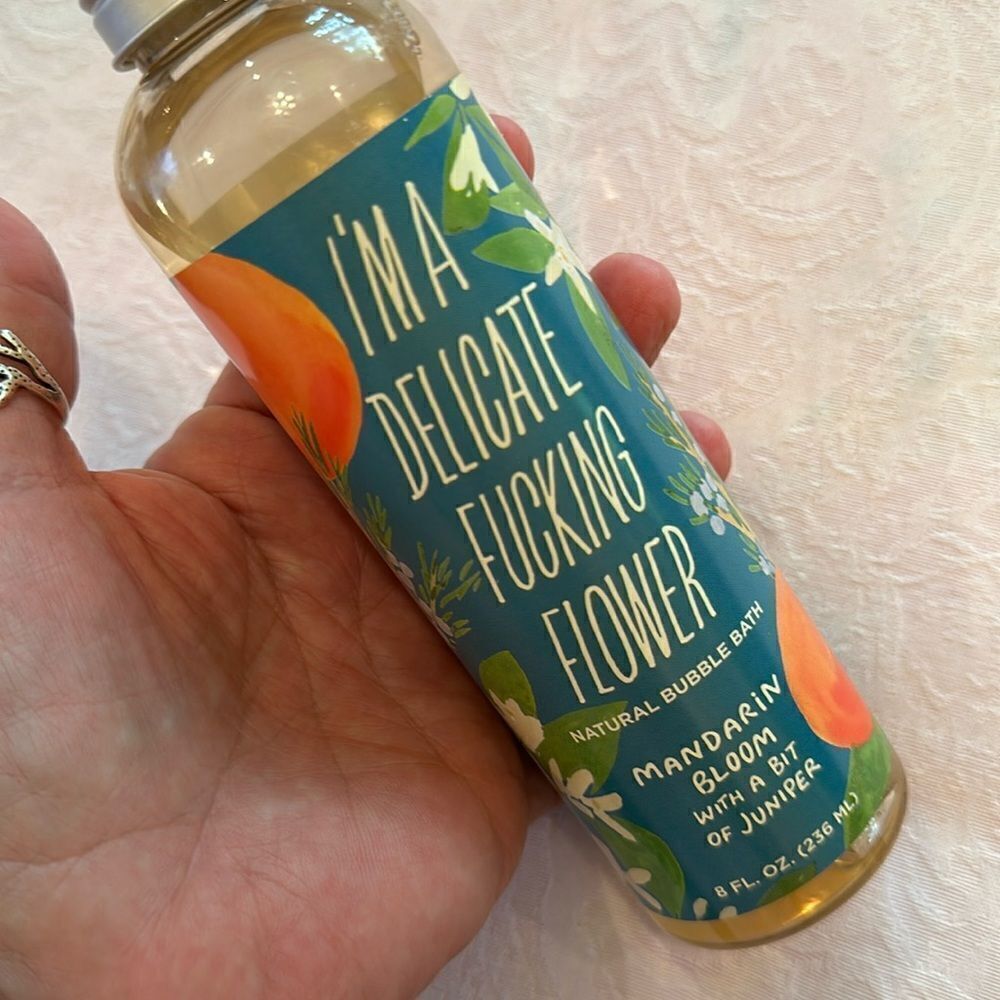 I'M A
DELICATE
FUCKING
FLOWER
NATURAL BUBBLE BATH
MANDARIN
BLOOM
WITH A BIT
OF JUNIPER
8 FL. OZ. (236 ML)